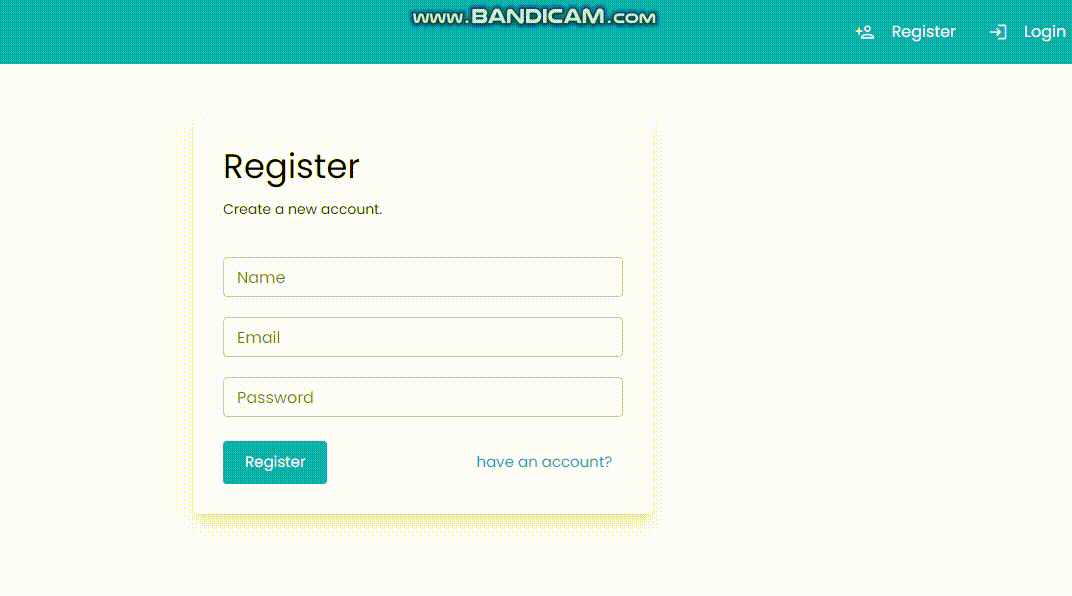 www.BANDICAM.com
Register Login
Register
Create a new account.
Name
Email
Password
Register have an account?